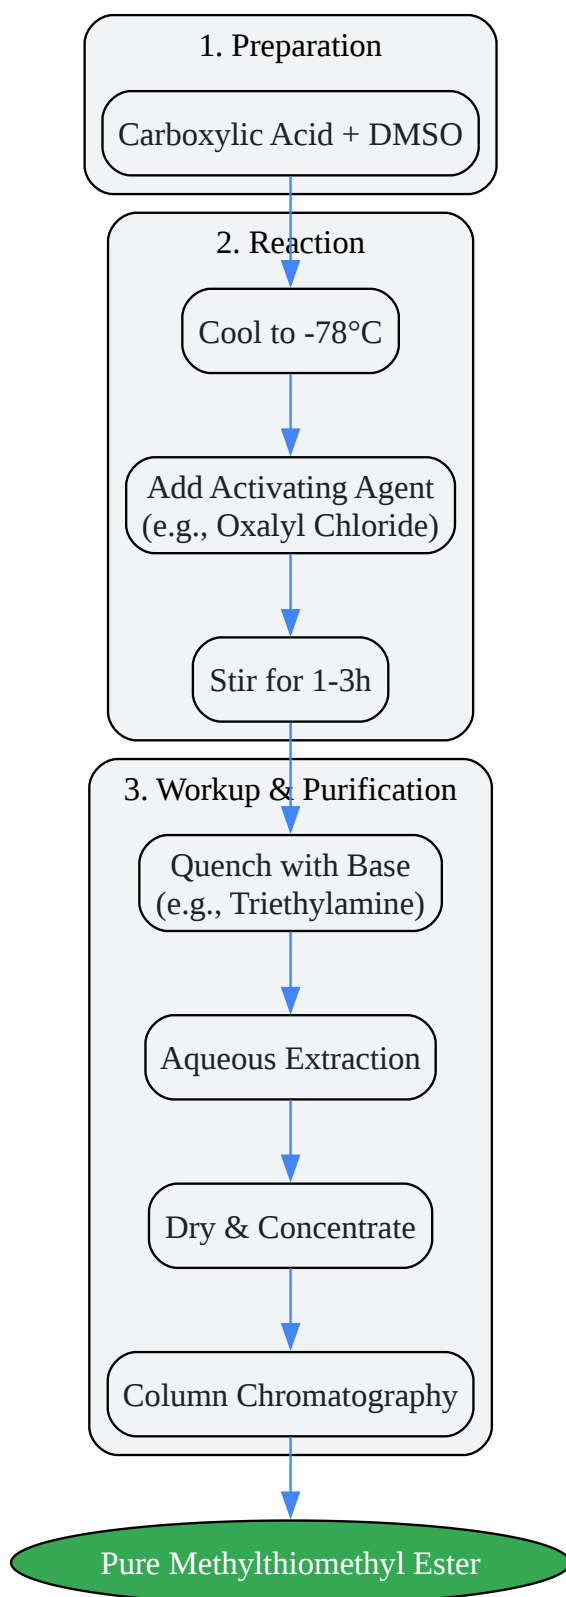 1. Preparation
Carboxylic Acid + DMSO
2. Reaction
Cool to -78°C
Add Activating Agent
(e.g., Oxalyl Chloride)
Stir for 1-3h
3. Workup & Purification
Quench with Base
(e.g., Triethylamine)
Aqueous Extraction
Dry & Concentrate
Column Chromatography
Pure Methylthiomethyl Ester